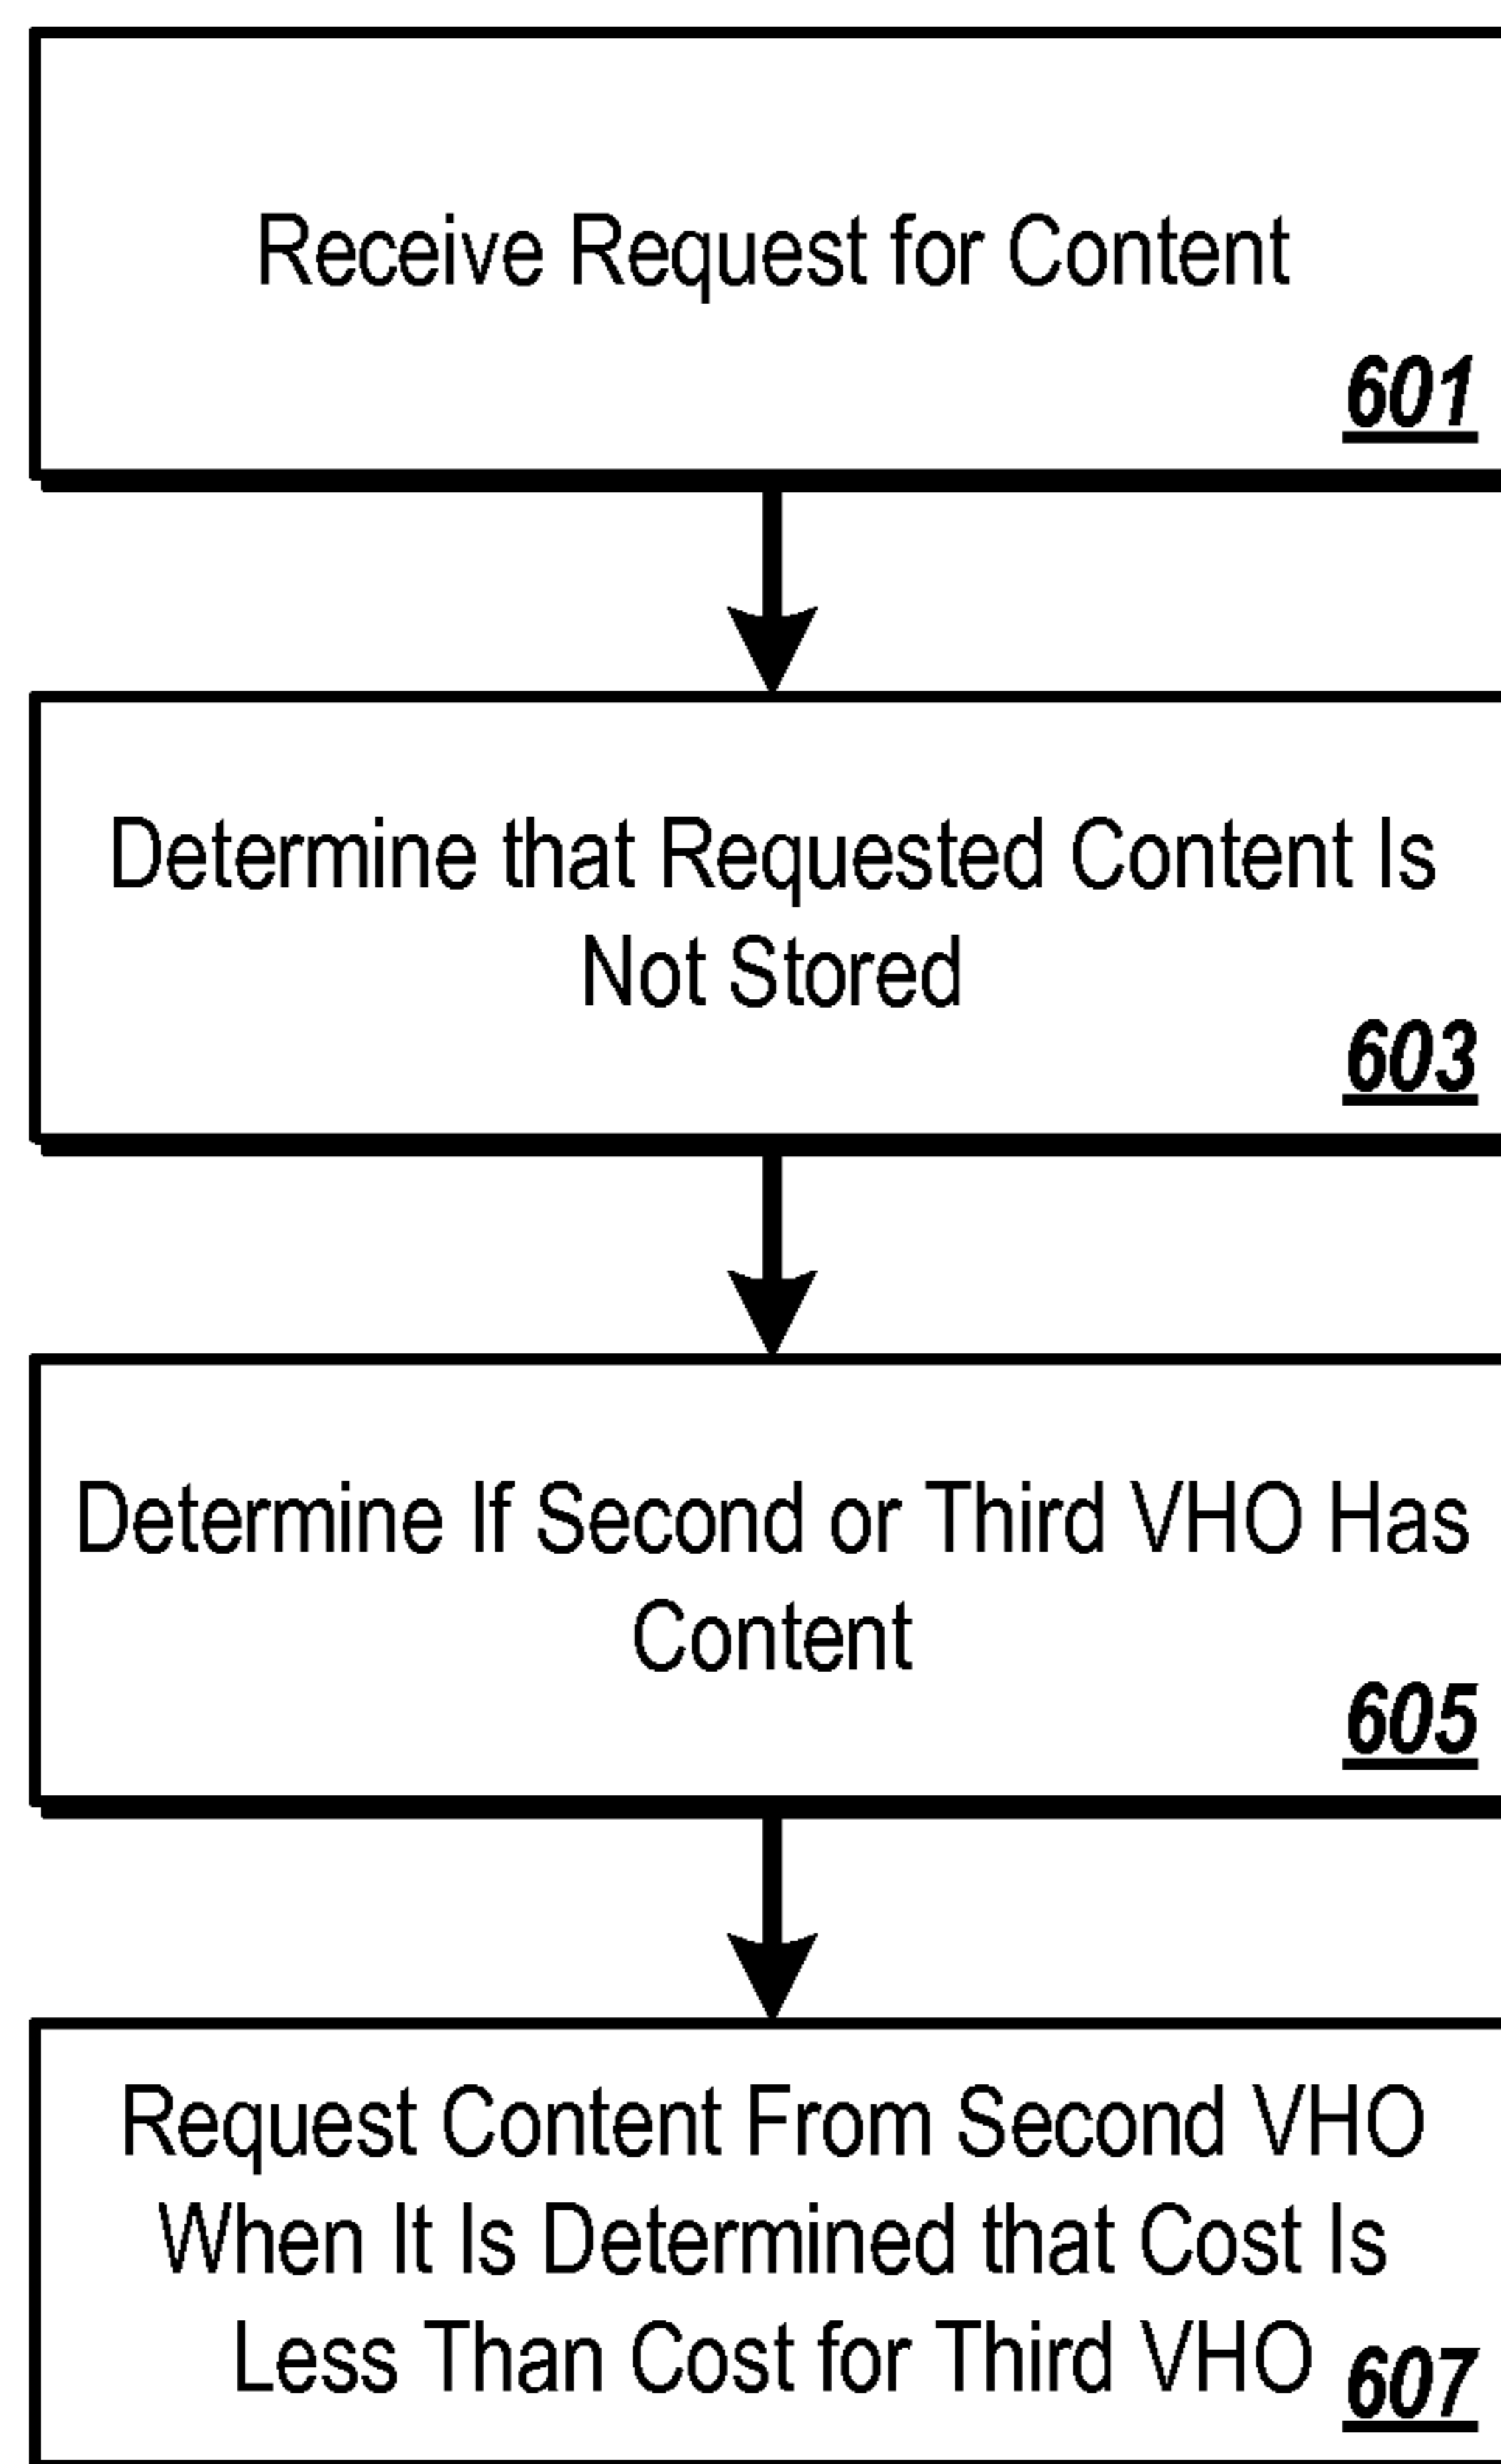 Receive Request for Content
601
Determine that Requested Content Is
Not Stored
603
Determine If Second or Third VHO Has
Content
605
Request Content From Second VHO
When It Is Determined that Cost Is
Less Than Cost for Third VHO
607